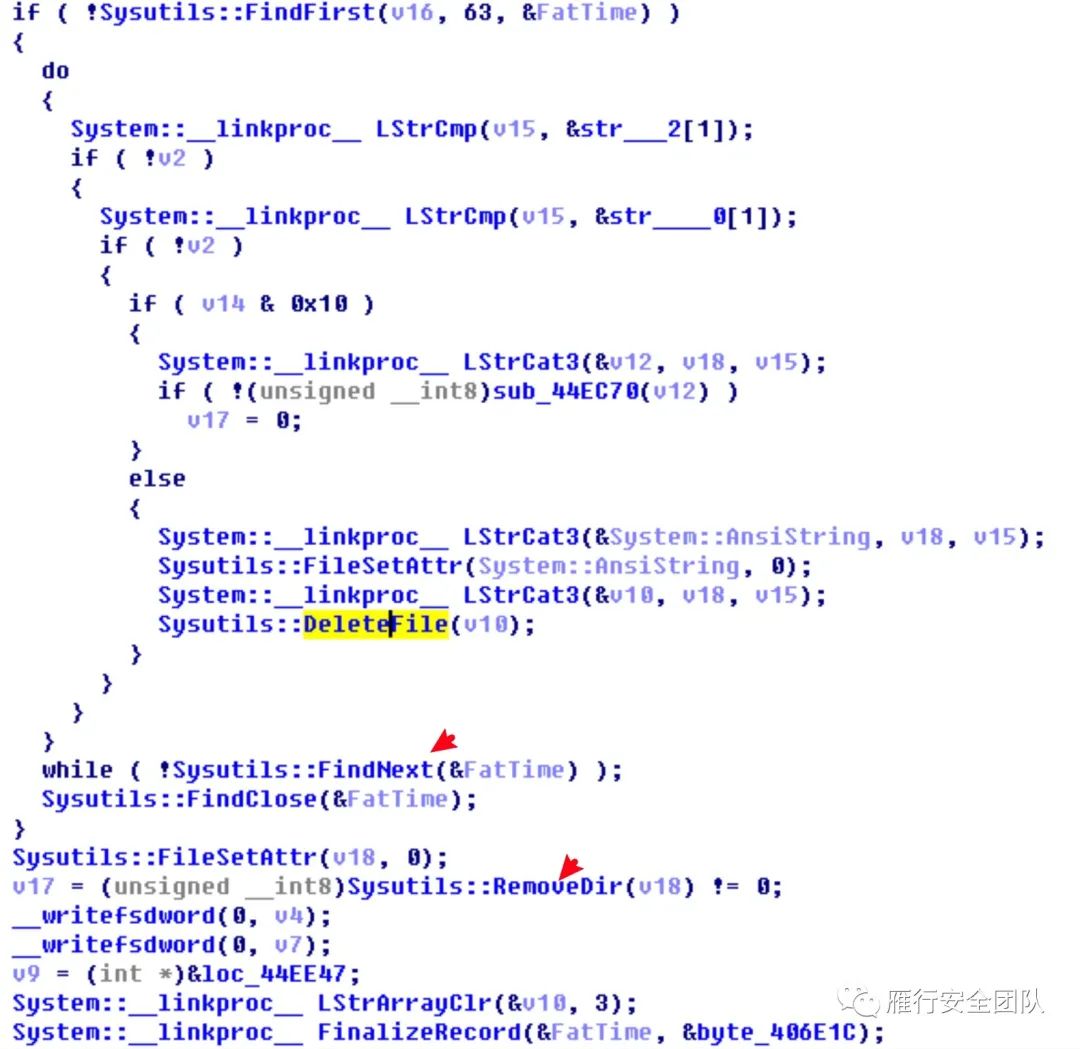 if ( !Sysutils::FindFirst(v16, 63, &FatTime) )
{
do
{
System::__linkproc__ LStrCmp(v15, &str___2[1]);
if ( !v2 )
{
System::__linkproc__ LStrCmp(v15, &str____0[1]);
if ( !v2 )
{
if ( v14 & 0x10 )
{
System::__linkproc__ LStrCat3(&v12, v18, v15);
if ( !(unsigned __int8)sub_44EC70(v12) )
v17 = 0;
}
else
{
System::__linkproc__ LStrCat3(&System::AnsiString, v18, v15);
Sysutils::FileSetAttr(System::AnsiString, 0);
System::__linkproc__ LStrCat3(&v10, v18, v15);
Sysutils::DeleteFile(v10);
}
}
}
}
while ( !Sysutils::FindNext(&FatTime) );
Sysutils::FindClose(&FatTime);
}
Sysutils::FileSetAttr(v18, 0);
v17 = (unsigned __int8)Sysutils::RemoveDir(v18) != 0;
__writefsdword(0, v4);
__writefsdword(0, v7);
v9 = (int *)&loc_44EE47;
System::__linkproc__ LStrArrayClr(&v10, 3);
System::__linkproc__ FinalizeRecord(&FatTime, &byte_406E1C);
雁行安全团队